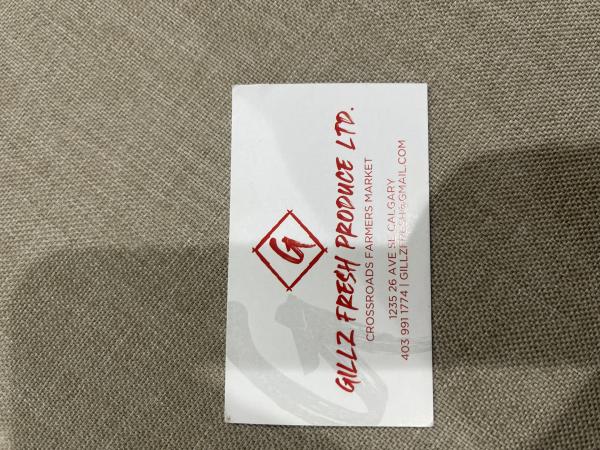 G
GILLZ FRESH PRODUCE LTD.
CROSSROADS FARMERS MARKET
1235 26 AVE SE CALGARY
403 991 1774 | GILLZFRESH@GMAIL.COM